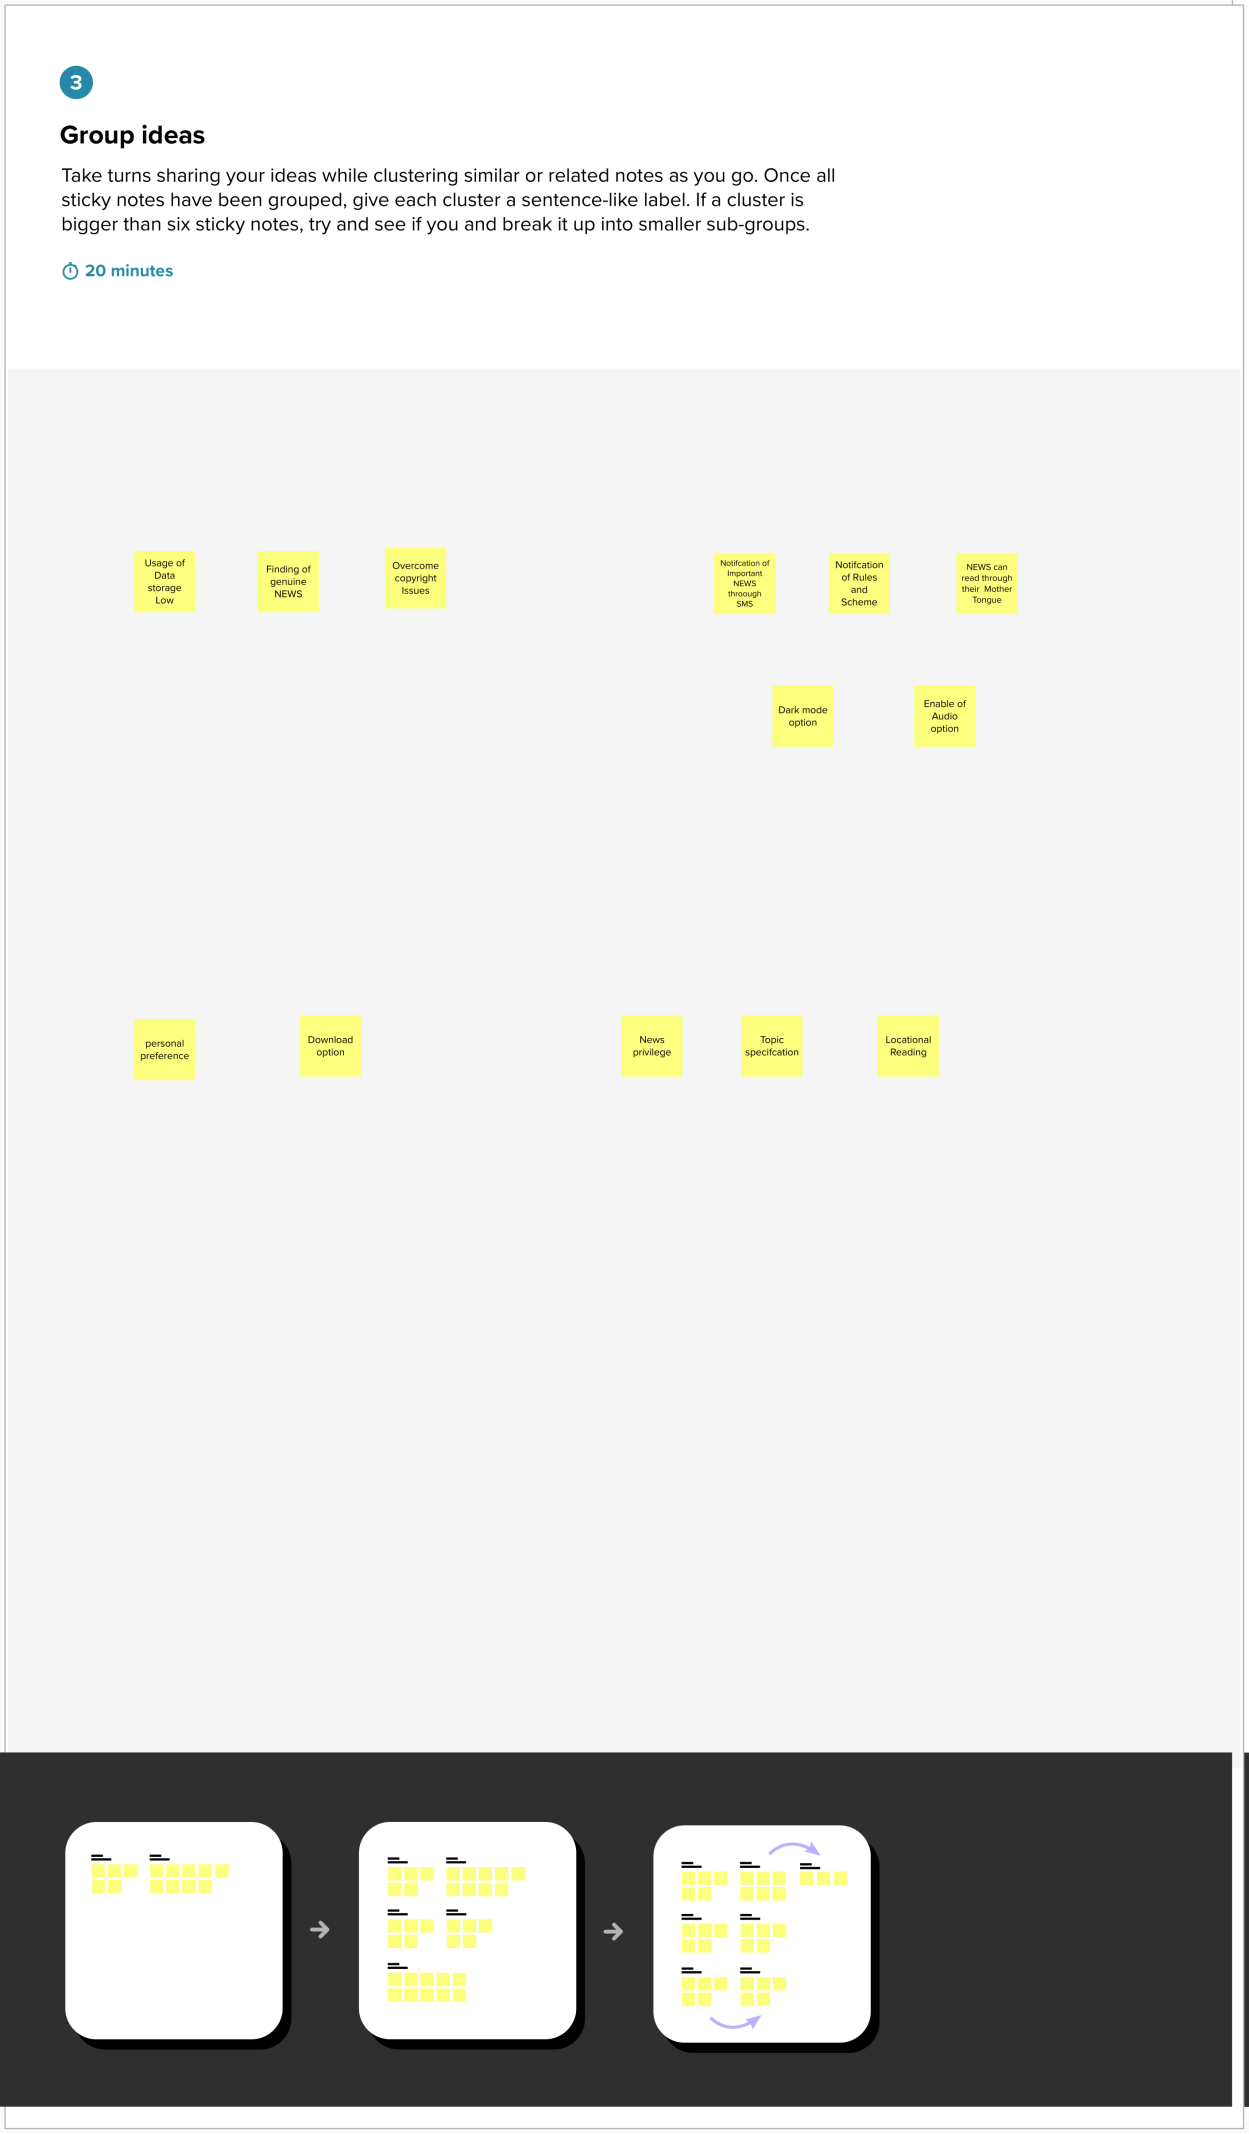 3
Group ideas
Take turns sharing your ideas while clustering similar or related notes as you go. Once all
sticky notes have been grouped, give each cluster a sentence-like label. If a cluster is
bigger than six sticky notes, try and see if you and break it up into smaller sub-groups.
20 minutes
Usage of
Data
storage
Low
Finding of
genuine
NEWS
Overcome
copyright
Issues
Notifcation of
Important
NEWS
throough
SMS
Notifcation
of Rules
and
Scheme
NEWS can
read through
their Mother
Tongue
Dark mode
option
Enable of
Audio
option
personal
preference
Download
option
News
privilege
Topic
specifcation
Locational
Reading